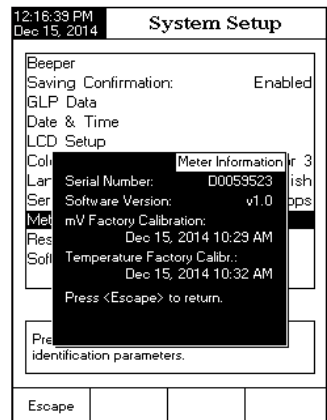 12:16:39 PM
Dec 15, 2014
System Setup
Beeper
Saving Confirmation: Enabled
GLP Data
Date & Time
LCD Setup
Meter Information
Serial Number: D0059523
Software Version: v1.0
mV Factory Calibration:
Dec 15, 2014 10:29 AM
Temperature Factory Calibr.:
Dec 15, 2014 10:32 AM
Press <Escape> to return.
identification parameters.
Escape